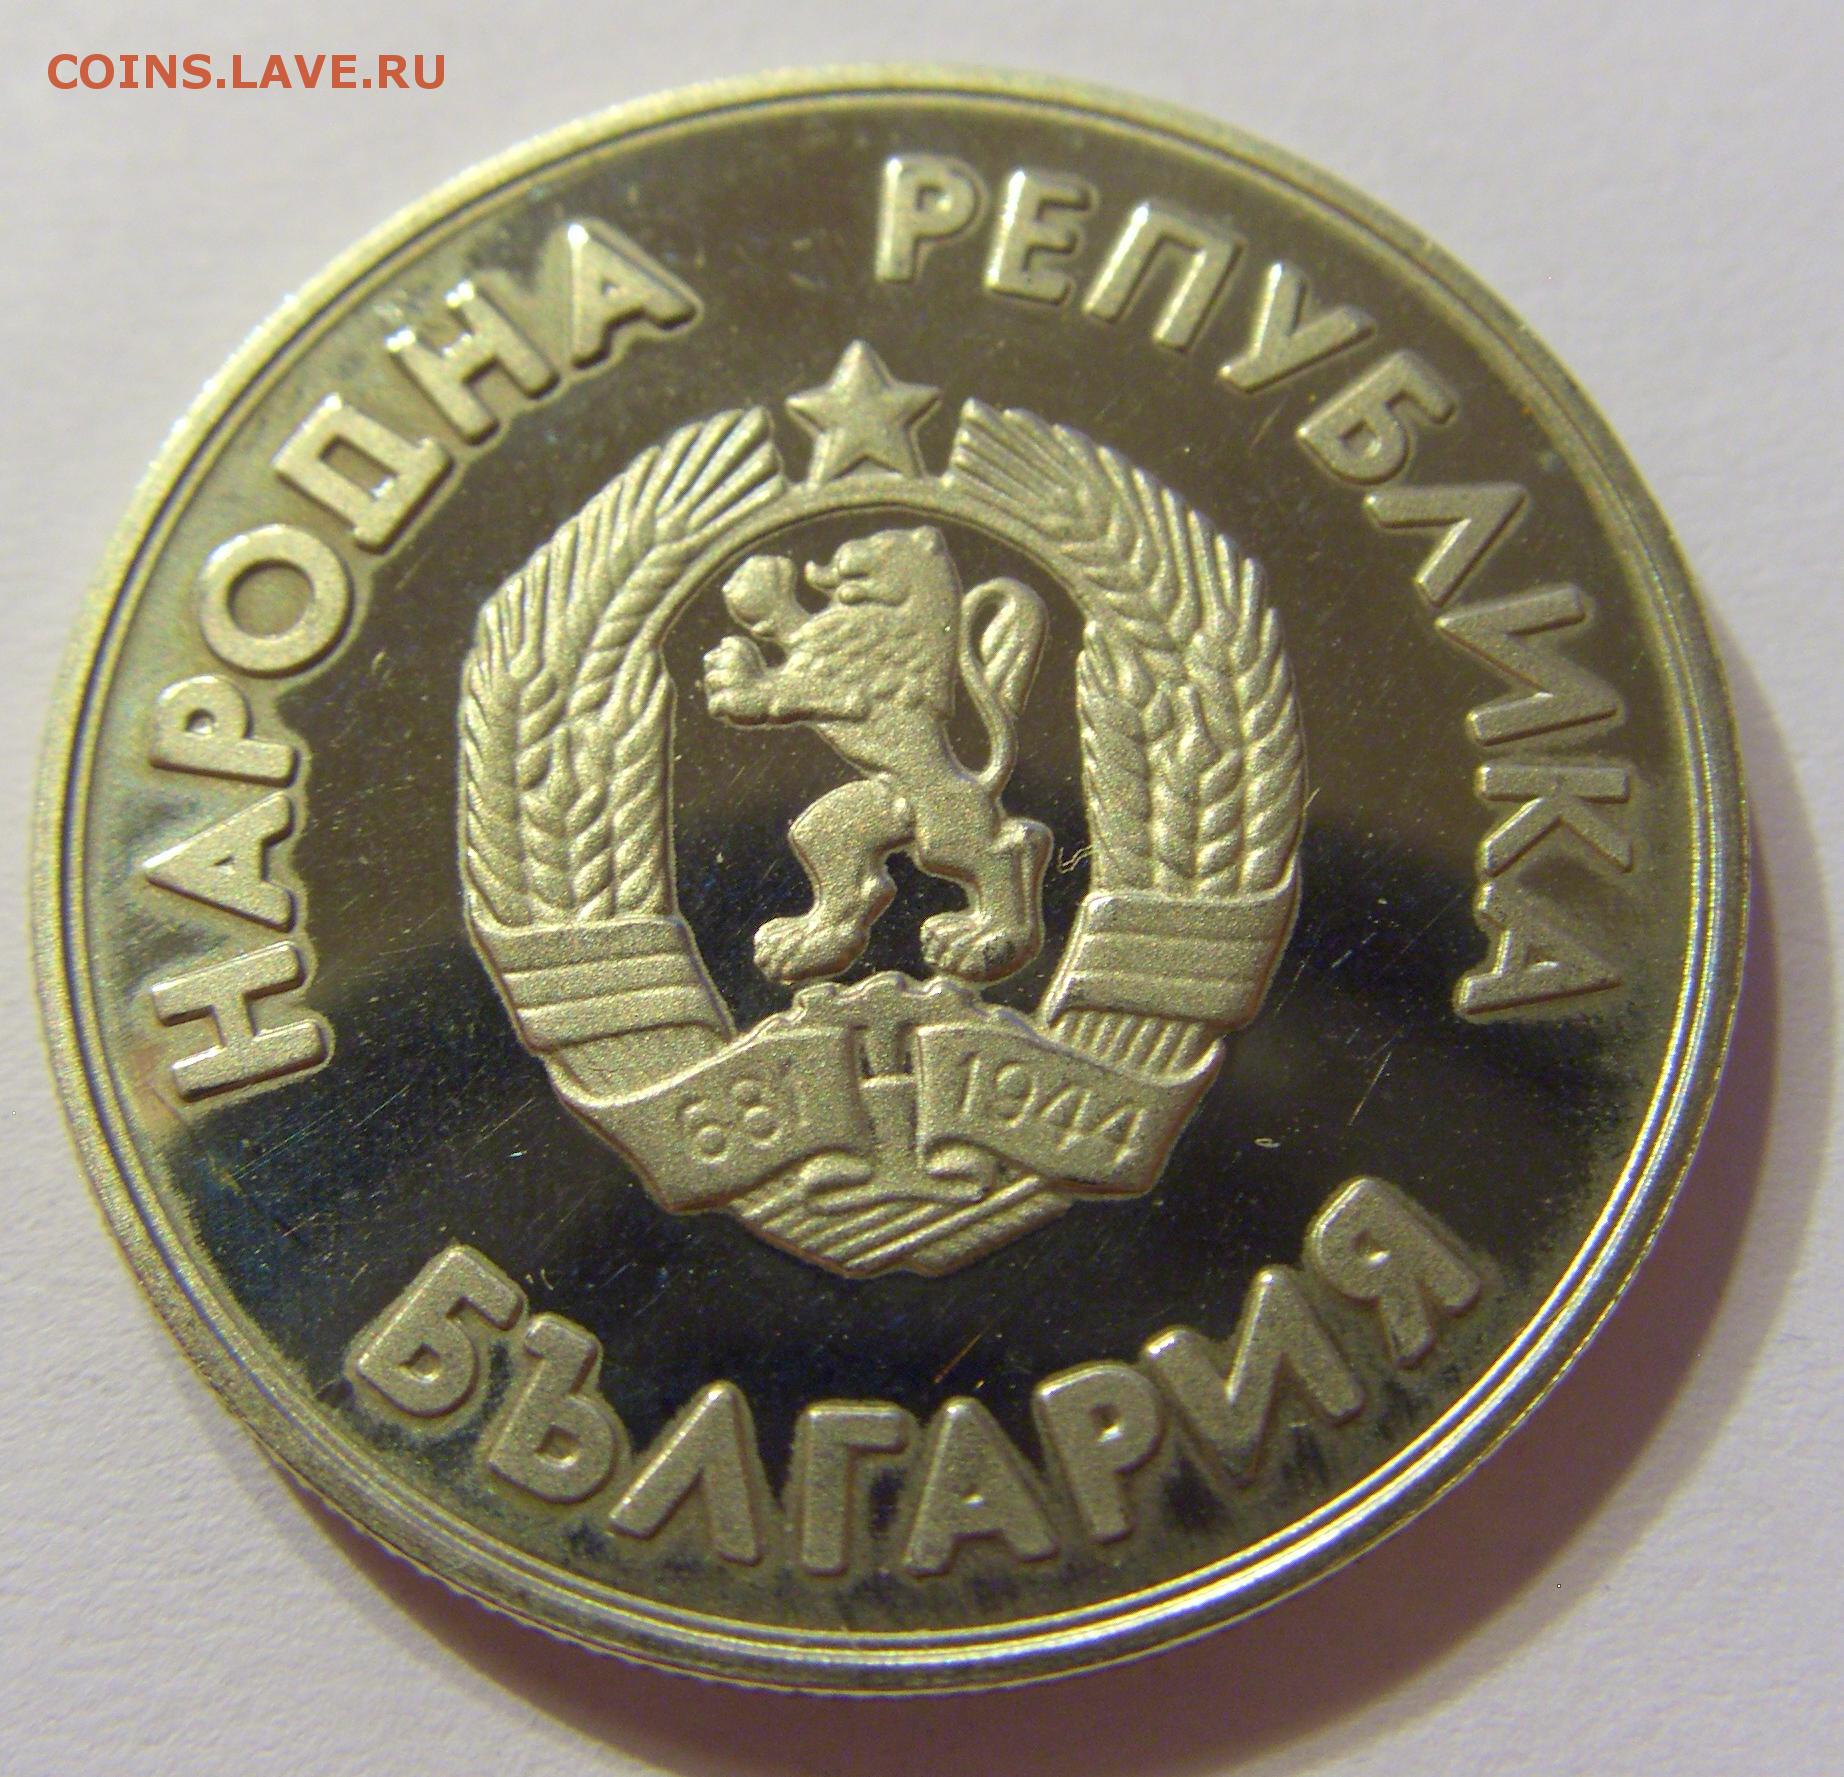 COINS.LAVE.RU
НАРОДНА РЕПУБЛИКА
681 1944
БЪЛГАРИЯ